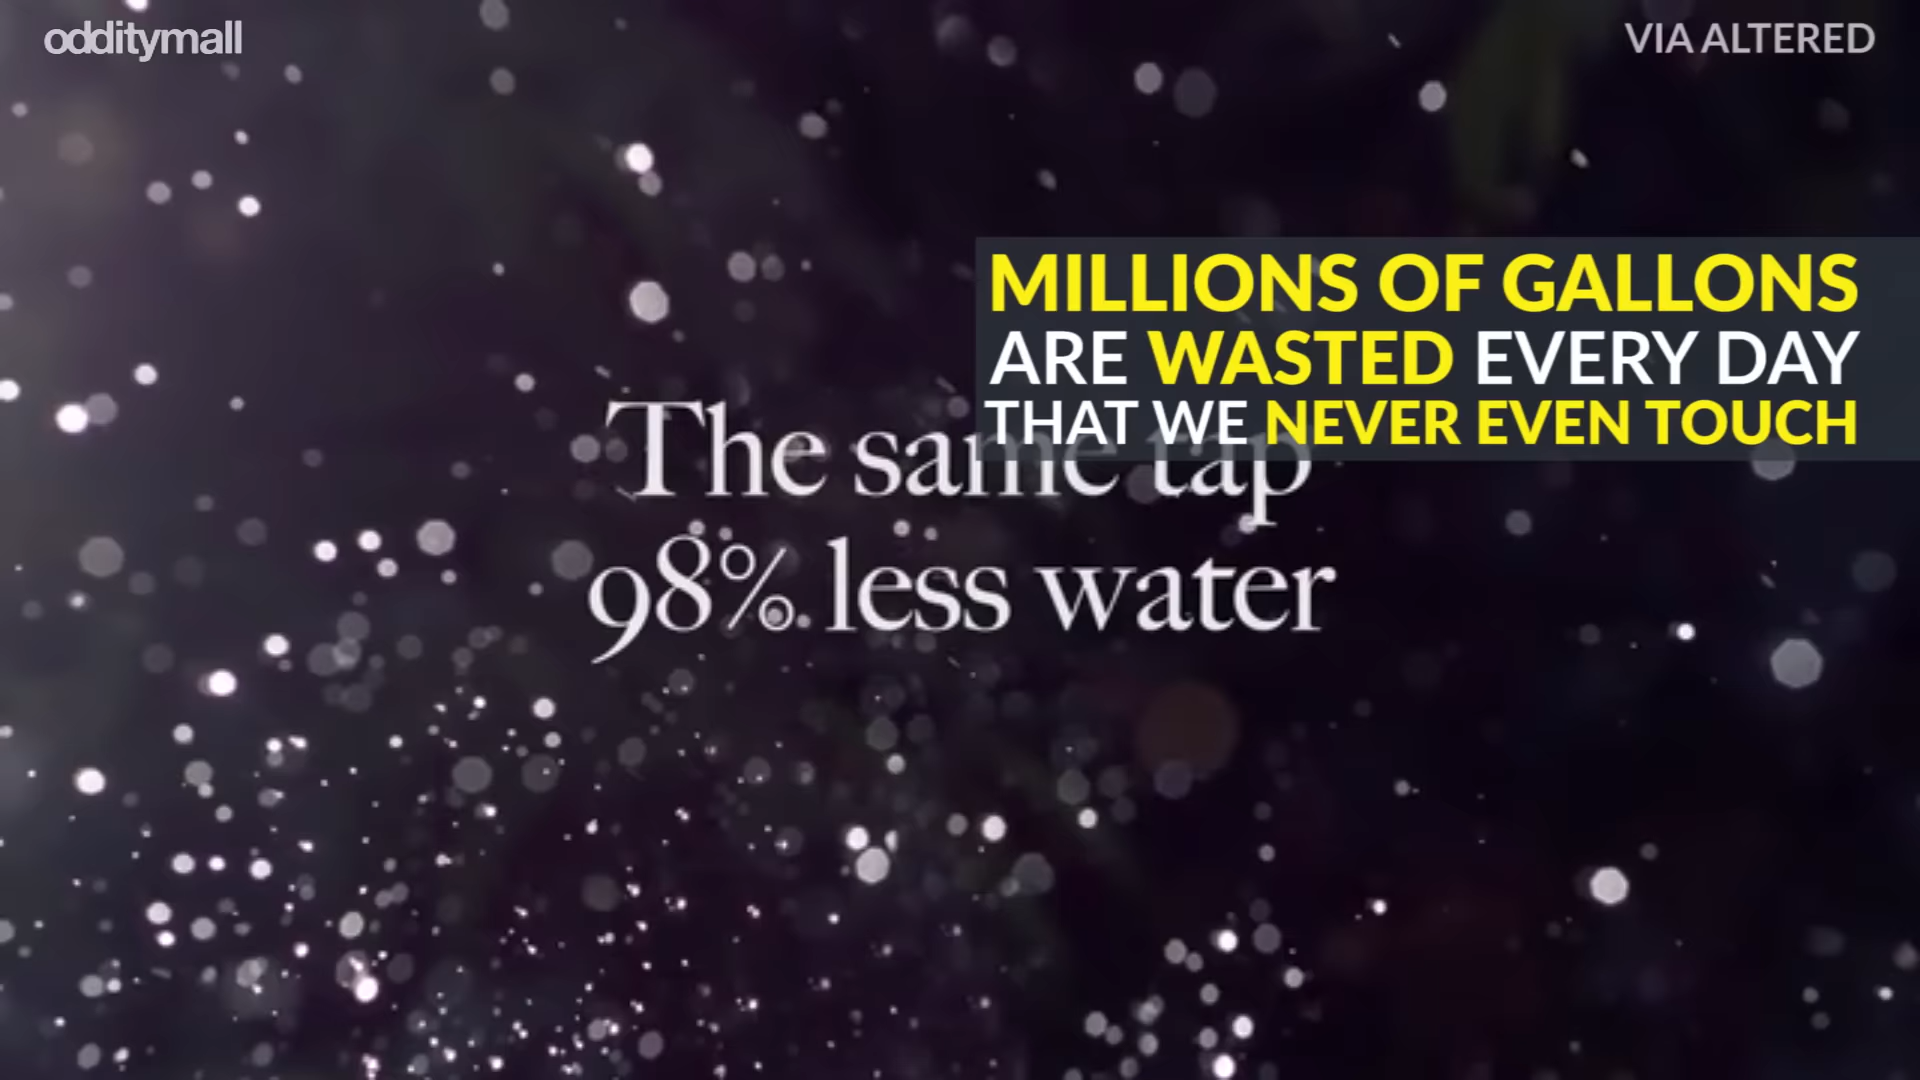 odditymall
VIA ALTERED
MILLIONS OF GALLONS
ARE WASTED EVERY DAY
THAT WE NEVER EVEN TOUCH
The same tap
98% less water